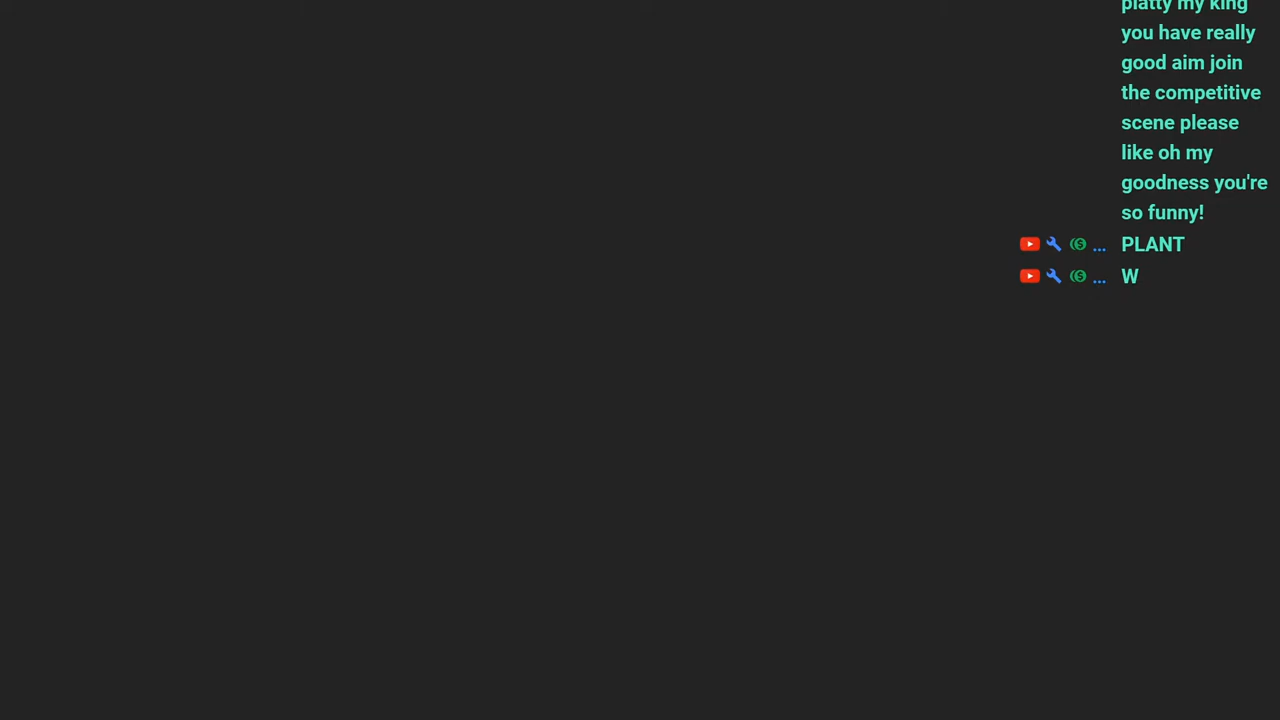 platty my king
you have really
good aim join
the competitive
scene please
like oh my
goodness you're
so funny!
... PLANT
... W